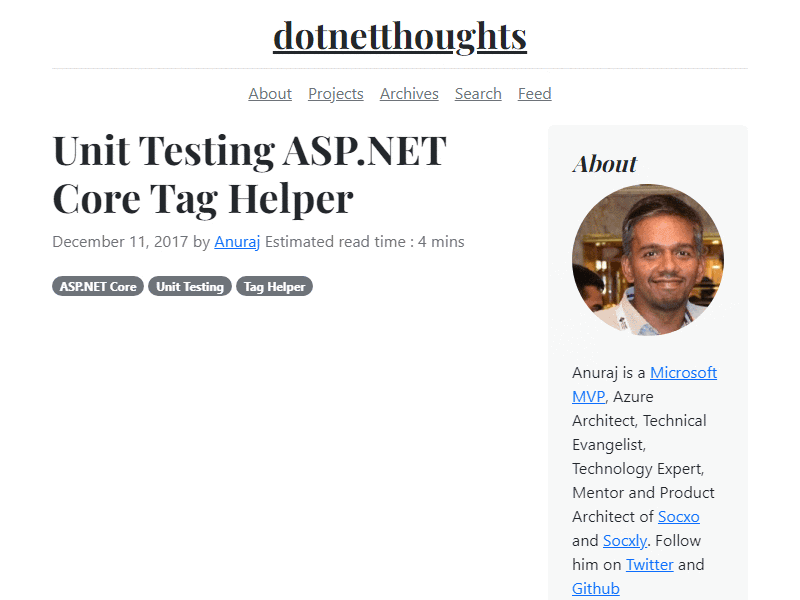 dotnetthoughts
About Projects Archives Search Feed
Unit Testing ASP.NET
Core Tag Helper
December 11, 2017 by Anuraj Estimated read time : 4 mins
ASP.NET Core Unit Testing Tag Helper
About
Anuraj is a Microsoft
MVP, Azure
Architect, Technical
Evangelist,
Technology Expert,
Mentor and Product
Architect of Socxo
and Socxly. Follow
him on Twitter and
Github